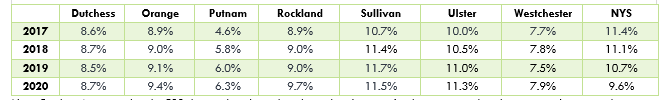 Dutchess Orange Putnam Rockland Sullivan Ulster Westchester NYS
2017 8.6% 8.9% 4.6% 8.9% 10.7% 10.0% 7.7% 11.4%
2018 8.7% 9.0% 5.8% 9.0% 11.4% 10.5% 7.8% 11.1%
2019 8.5% 9.1% 6.0% 9.0% 11.7% 11.0% 7.5% 10.7%
2020 8.7% 9.4% 6.3% 9.7% 11.5% 11.3% 7.9% 9.6%